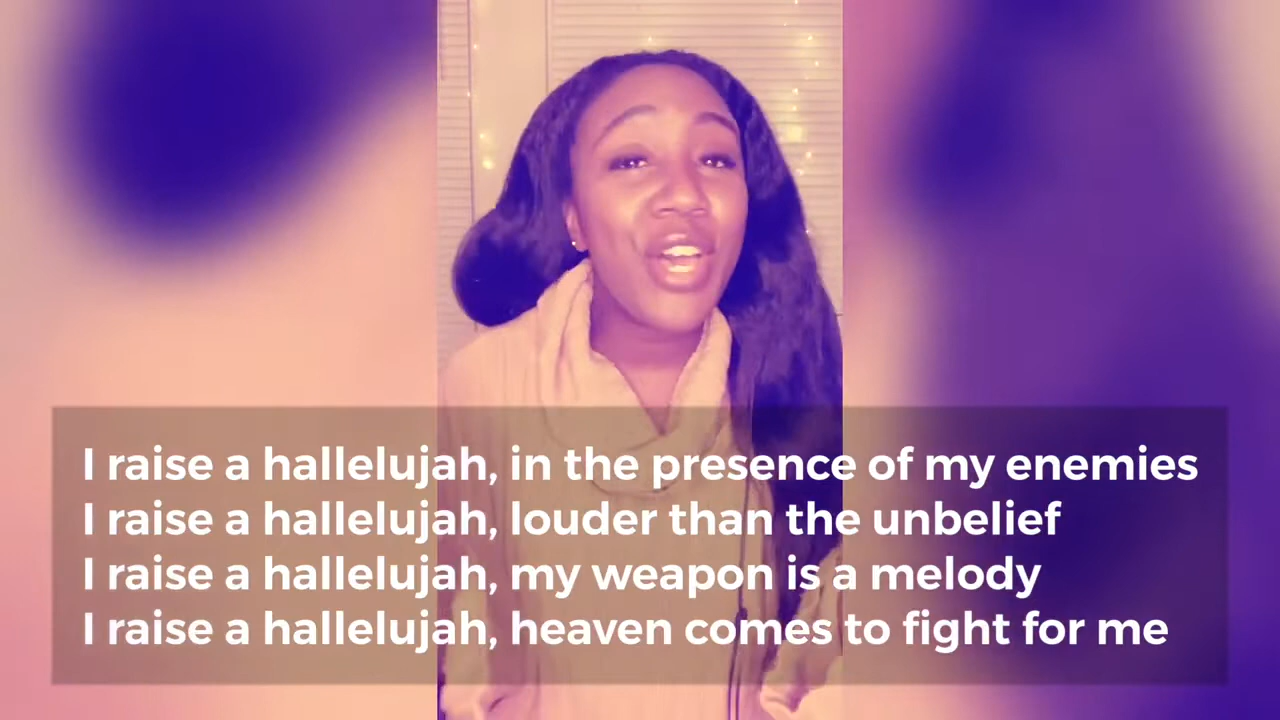 I raise a hallelujah, in the presence of my enemies
I raise a hallelujah, louder than the unbelief
I raise a hallelujah, my weapon is a melody
I raise a hallelujah, heaven comes to fight for me